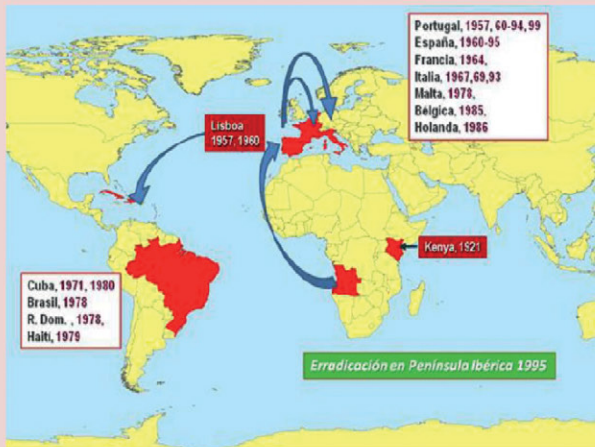 Portugal, 1957, 60-94, 99
España, 1960-95
Francia, 1964,
Italia, 1967,69,93
Malta, 1978,
Bélgica, 1985,
Holanda, 1986
Lisboa
1957, 1960
Kenya, 1921
Cuba, 1971, 1980
Brasil, 1978
R. Dom. , 1978,
Haití, 1979
Erradicación en Península Ibérica 1995